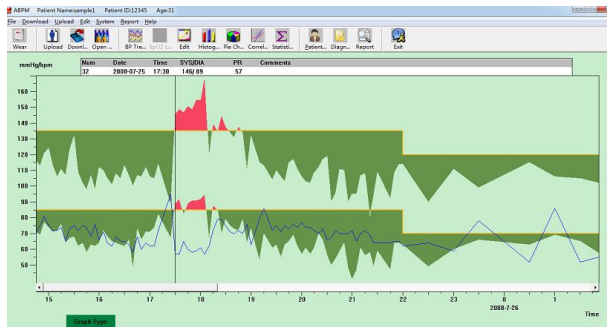 ABPM Patient Name:sample1 Patient ID:12345 Age:31
File Download Upload Edit System Report Help
Wear Upload Downl... Open ... BP Tre... SpO2 t... Edit Histog... Pie Ch... Correl... Statisti... Patient... Diagn... Report Exit
mmHg/bpm
Num Date Time SYS/DIA PR Comments
32 2008-07-25 17:30 146/ 89 57
160
150
140
130
120
110
100
90
80
70
60
50
15 16 17 18 19 20 21 22 23 0 1
2008-7-26
Time
Graph Type